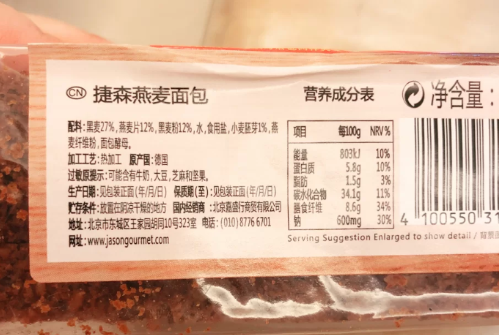 CN 捷森燕麦面包
配料：黑麦27%，燕麦片12%，黑麦粉12%，水，食用盐，小麦胚芽1%，燕
麦纤维粉，面包酵母。
加工工艺：热加工 原产国：德国
过敏原提示：可能含有牛奶，大豆，芝麻和坚果。
生产日期：见包装正面(年/月/日) 保质期(至)：见包装正面(年/月/日)
贮存条件：放置在阴凉干燥的地方 国内经销商：北京嘉盛行商贸有限公司
地址：北京市东城区王家园胡同10号323室 电话：(010) 8776 6701
网址：www.jasongourmet.com
营养成分表
项目 每100g NRV %
能量 803kJ 10%
蛋白质 5.8g 10%
脂肪 1.5g 3%
碳水化合物 34.1g 11%
膳食纤维 8.6g 34%
钠 600mg 30%
Serving Suggestion Enlarged to show detail /
净含量：
4 100550 31